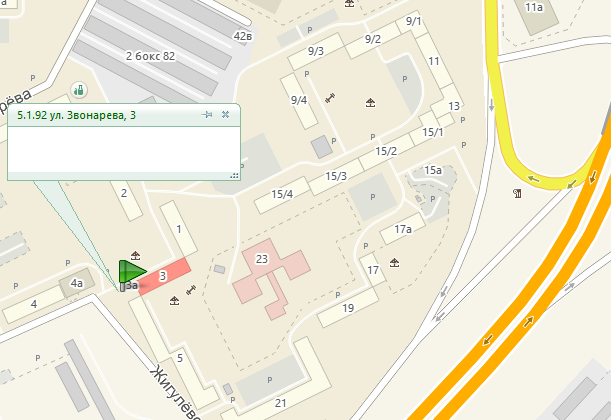 а
9/1
11а
42в
9/3
9/2
2 бокс 82
P
11
P
P
9/4
P
13
рёва
15/1
5.1.92 ул. Звонарева, 3
15/2
15/3
15а
2
15/4
P
P
1
17а
P
23
17
3
P
4а
3а
4
19
P
5
P
P
Жигулёвс
21
P